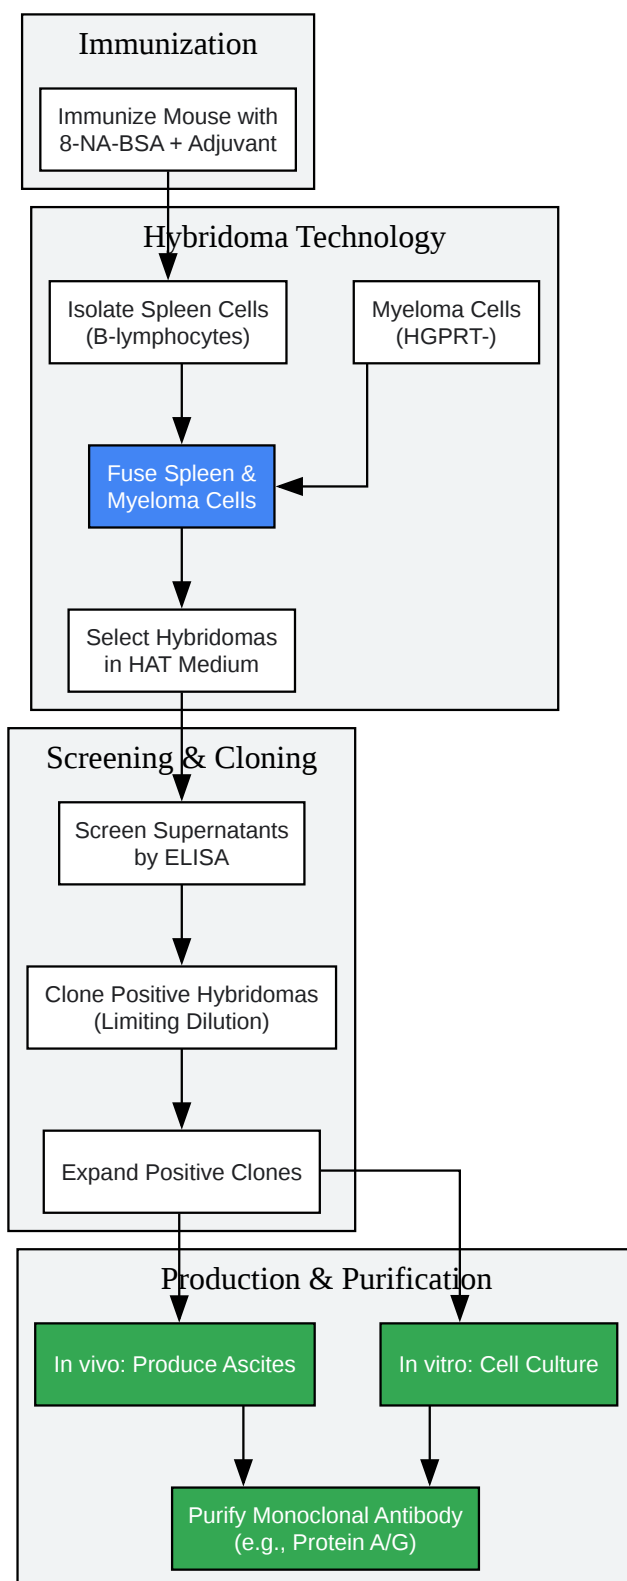 Immunization
Immunize Mouse with
8-NA-BSA + Adjuvant
Hybridoma Technology
Isolate Spleen Cells
(B-lymphocytes)
Myeloma Cells
(HGPRT-)
Fuse Spleen &
Myeloma Cells
Select Hybridomas
in HAT Medium
Screening & Cloning
Screen Supernatants
by ELISA
Clone Positive Hybridomas
(Limiting Dilution)
Expand Positive Clones
Production & Purification
In vivo: Produce Ascites
In vitro: Cell Culture
Purify Monoclonal Antibody
(e.g., Protein A/G)